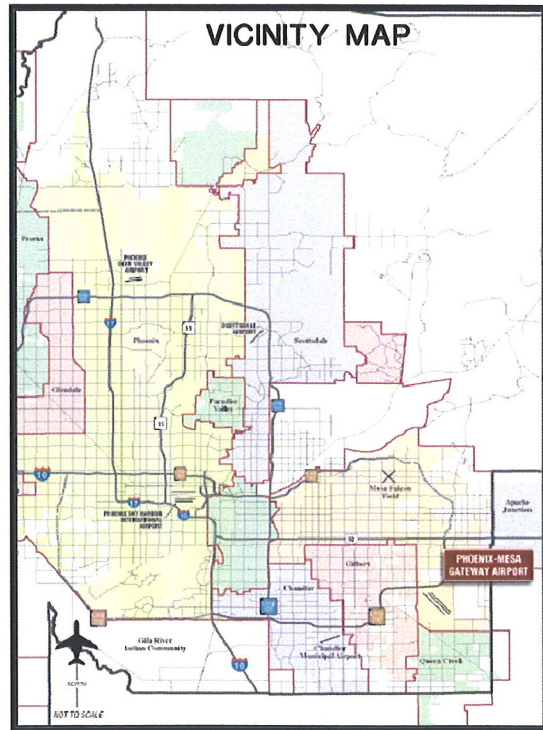 VICINITY MAP
Peoria
PHOENIX
DEER VALLEY
AIRPORT
Phoenix
51
SCOTTSDALE
AIRPORT
Scottsdale
Glendale
Paradise
Valley
51
10
Mesa Falcon
Field
Apache
Junction
17
PHOENIX SKY HARBOR
INTERNATIONAL
AIRPORT
Gilbert
PHOENIX-MESA
GATEWAY AIRPORT
Chandler
Gila River
Indian Community
Chandler
Municipal Airport
Queen Creek
10
NORTH
NOT TO SCALE